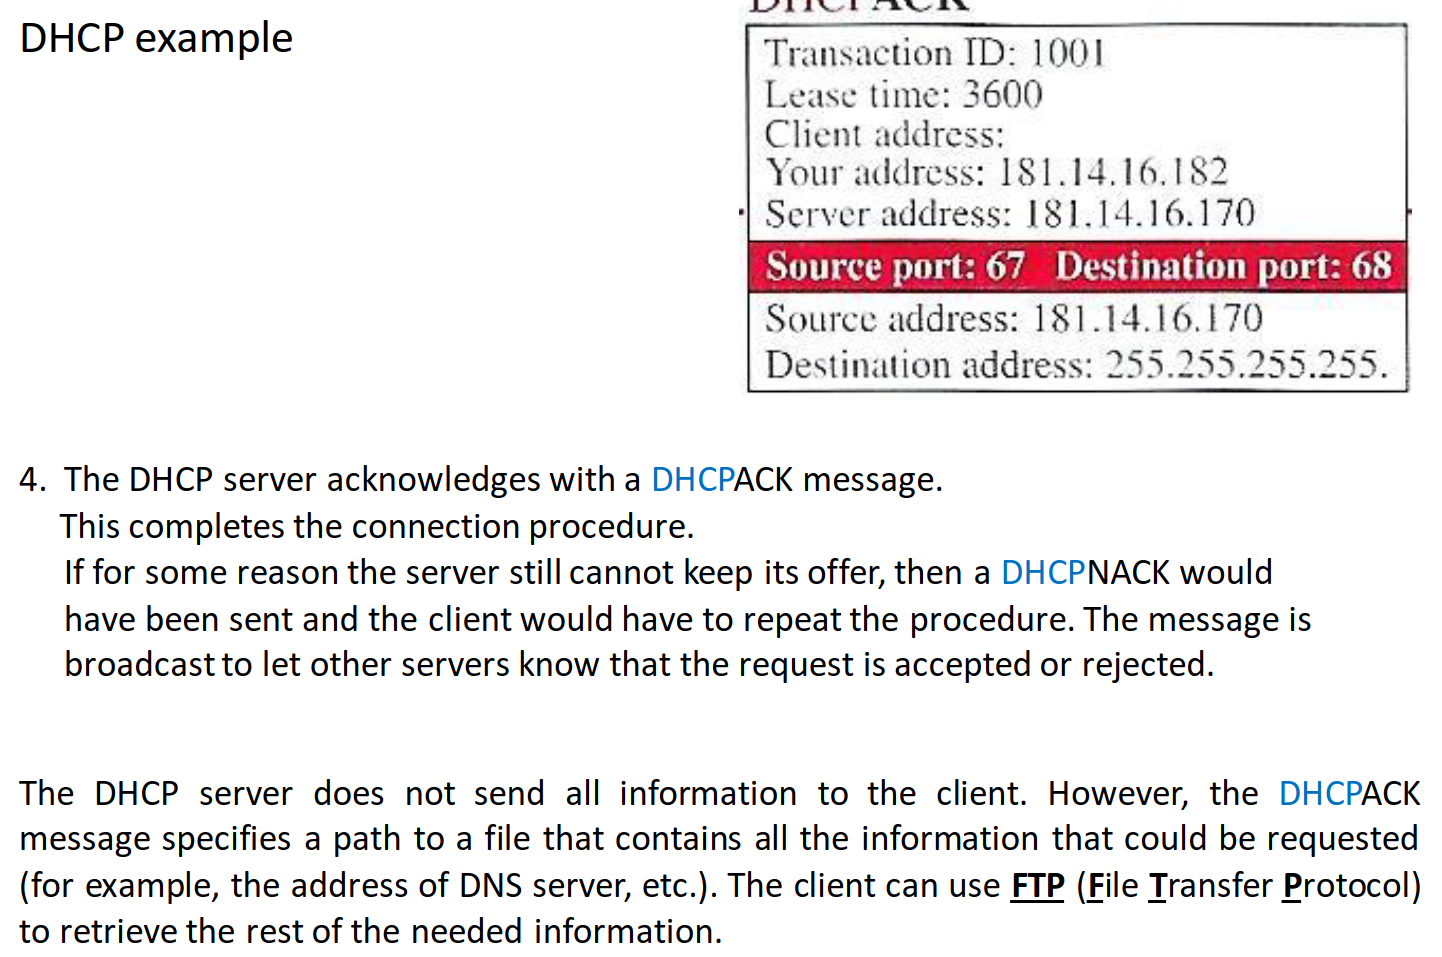 DHCP example
DHCPACK
Transaction ID: 1001
Lease time: 3600
Client address:
Your address: 181.14.16.182
Server address: 181.14.16.170
Source port: 67 Destination port: 68
Source address: 181.14.16.170
Destination address: 255.255.255.255.
4. The DHCP server acknowledges with a DHCPACK message.
This completes the connection procedure.
If for some reason the server still cannot keep its offer, then a DHCPNACK would
have been sent and the client would have to repeat the procedure. The message is
broadcast to let other servers know that the request is accepted or rejected.
The DHCP server does not send all information to the client. However, the DHCPACK
message specifies a path to a file that contains all the information that could be requested
(for example, the address of DNS server, etc.). The client can use FTP (File Transfer Protocol)
to retrieve the rest of the needed information.